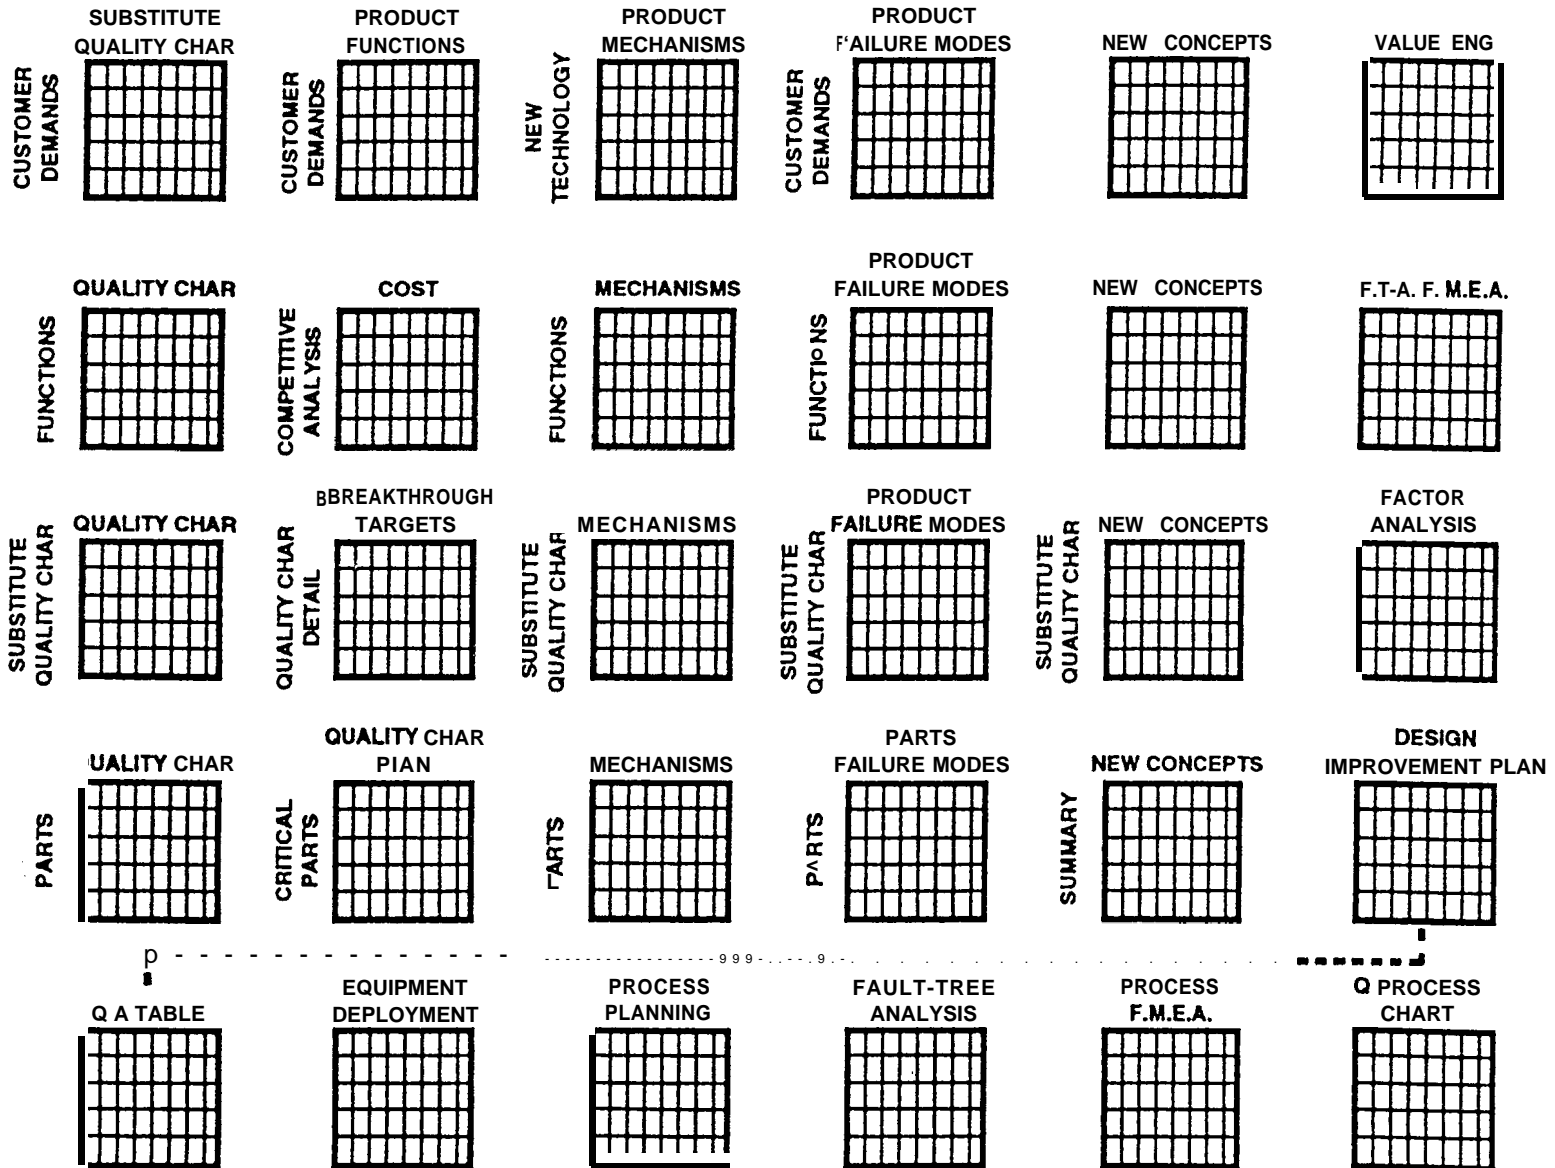 SUBSTITUTE
QUALITY CHAR
CUSTOMER
DEMANDS
PRODUCT
FUNCTIONS
CUSTOMER
DEMANDS
PRODUCT
MECHANISMS
NEW
TECHNOLOGY
PRODUCT
FAILURE MODES
CUSTOMER
DEMANDS
NEW CONCEPTS
VALUE ENG
QUALITY CHAR
FUNCTIONS
COST
COMPETITIVE
ANALYSIS
MECHANISMS
FUNCTIONS
PRODUCT
FAILURE MODES
FUNCTIONS
NEW CONCEPTS
F.T-A. F. M.E.A.
QUALITY CHAR
SUBSTITUTE
QUALITY CHAR
BBREAKTHROUGH
TARGETS
QUALITY CHAR
DETAIL
MECHANISMS
SUBSTITUTE
QUALITY CHAR
PRODUCT
FAILURE MODES
SUBSTITUTE
QUALITY CHAR
NEW CONCEPTS
SUBSTITUTE
QUALITY CHAR
FACTOR
ANALYSIS
UALITY CHAR
PARTS
QUALITY CHAR
PIAN
CRITICAL
PARTS
MECHANISMS
PARTS
PARTS
FAILURE MODES
PARTS
NEW CONCEPTS
SUMMARY
DESIGN
IMPROVEMENT PLAN
Q A TABLE
EQUIPMENT
DEPLOYMENT
PROCESS
PLANNING
FAULT-TREE
ANALYSIS
PROCESS
F.M.E.A.
Q PROCESS
CHART